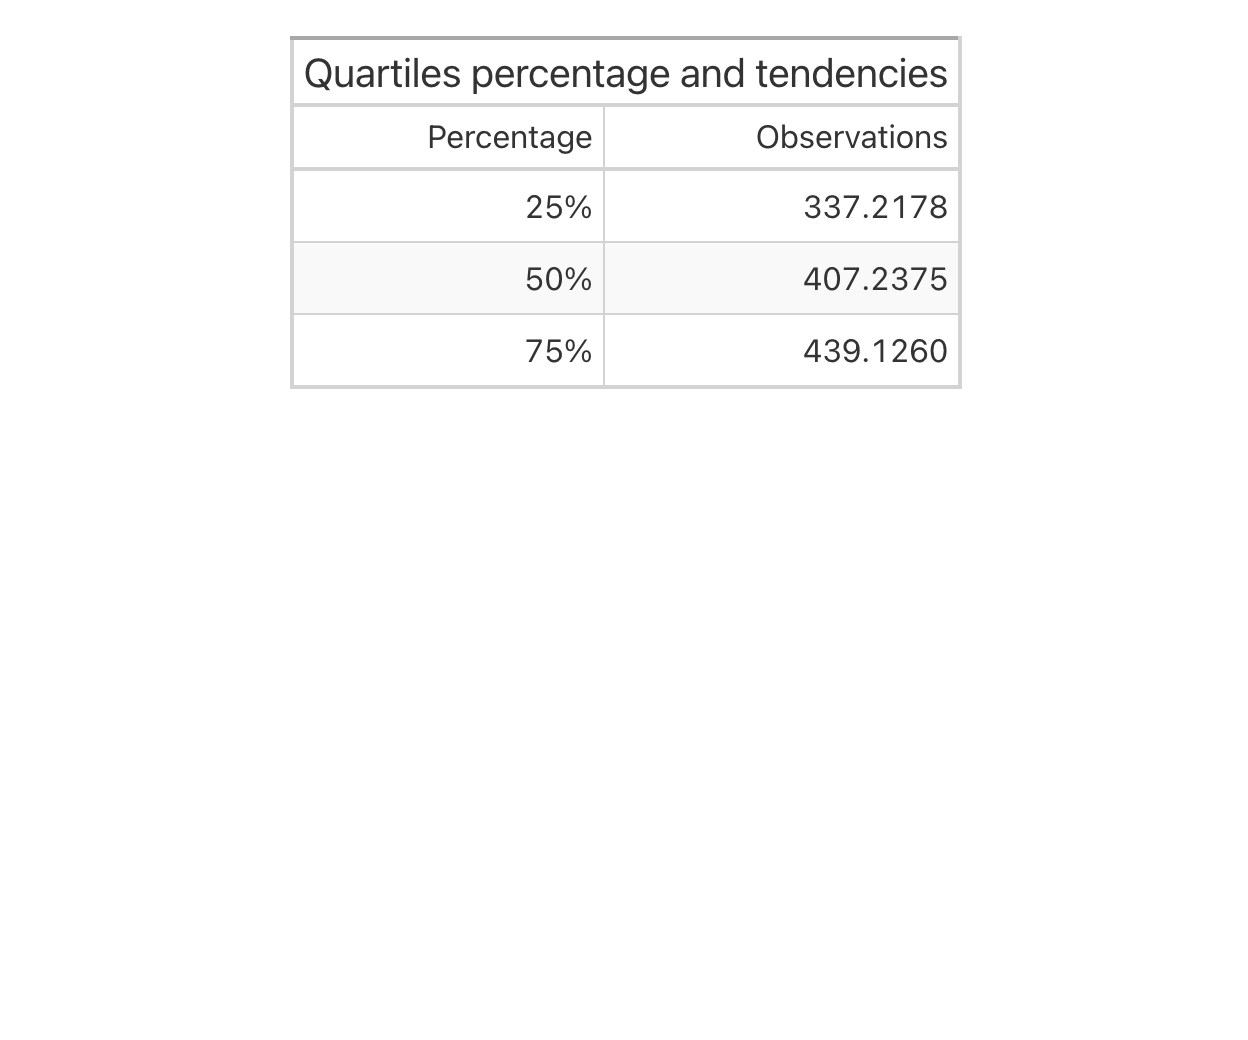 Quartiles percentage and tendencies
Percentage Observations
25% 337.2178
50% 407.2375
75% 439.1260